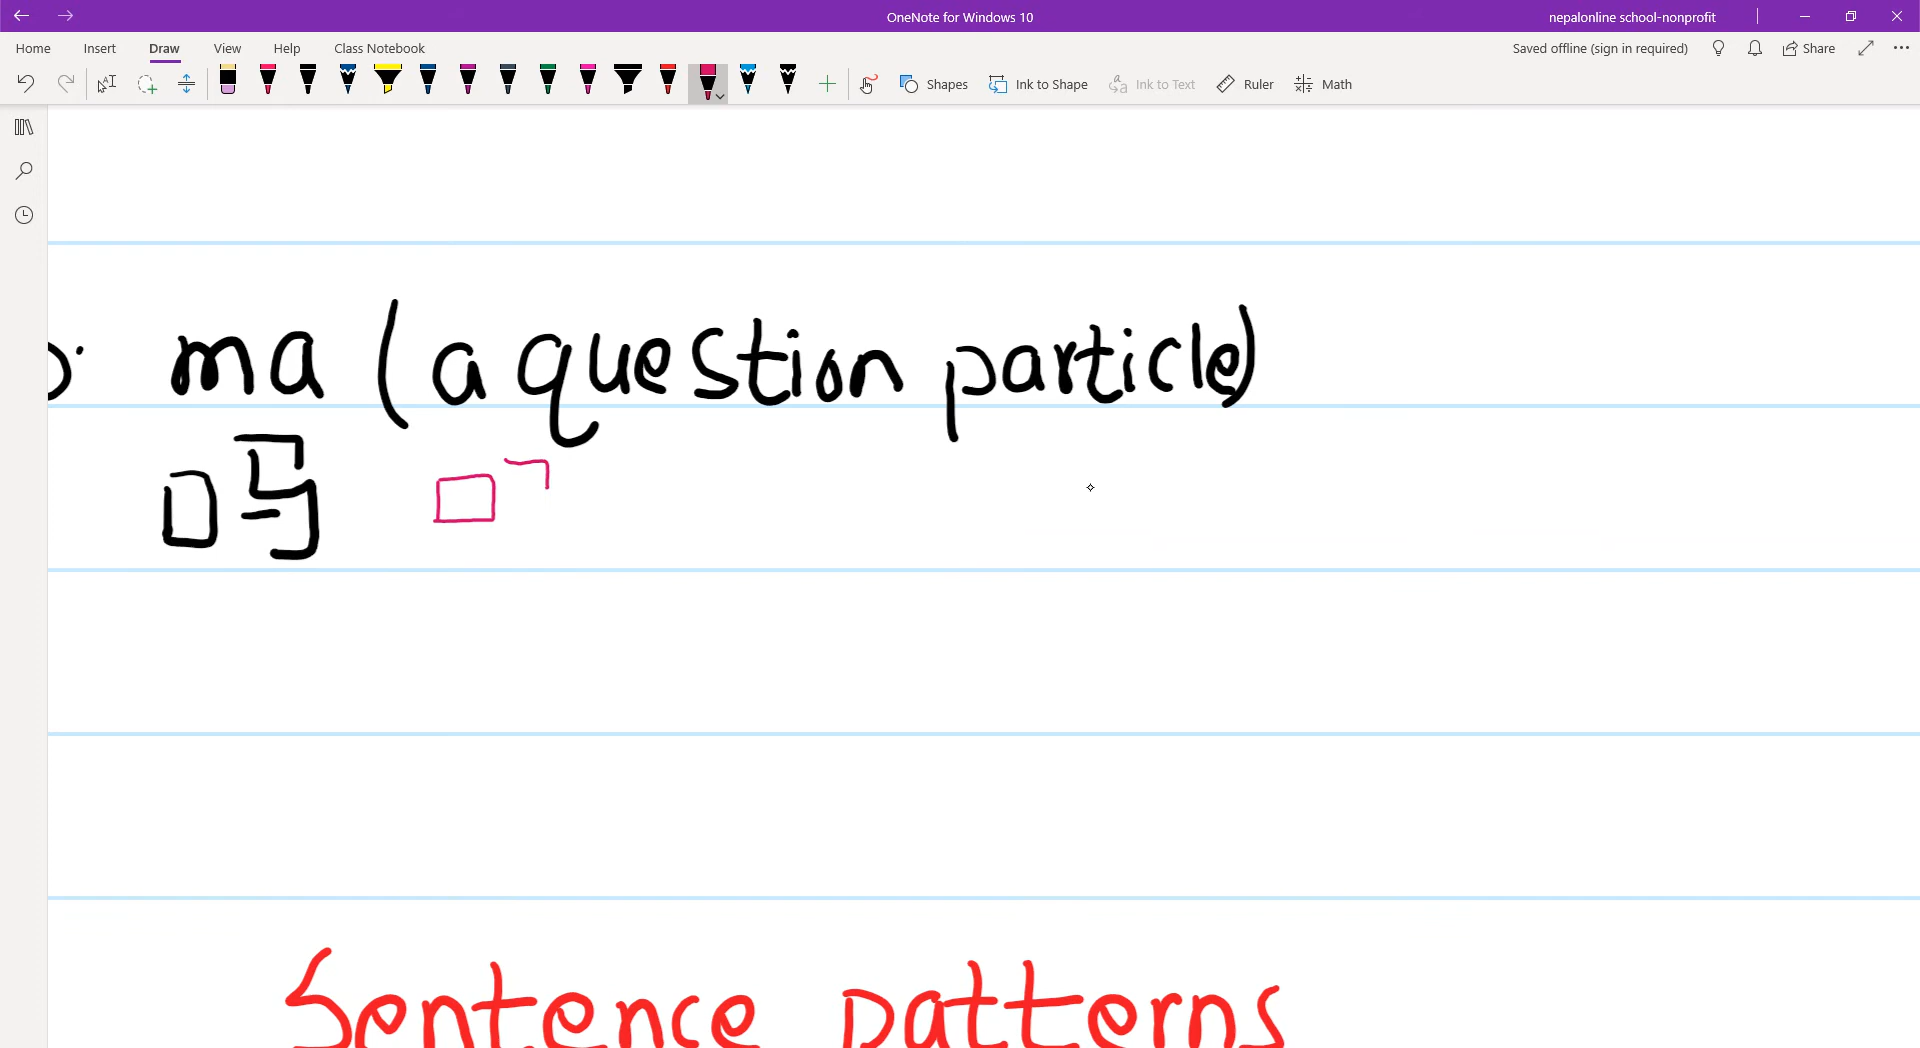 OneNote for Windows 10
nepalonline school-nonprofit
Home Insert Draw View Help Class Notebook
Saved offline (sign in required) Share
Shapes Ink to Shape Ink to Text Ruler Math
ma (a question particle)
吗
Sentence patterns